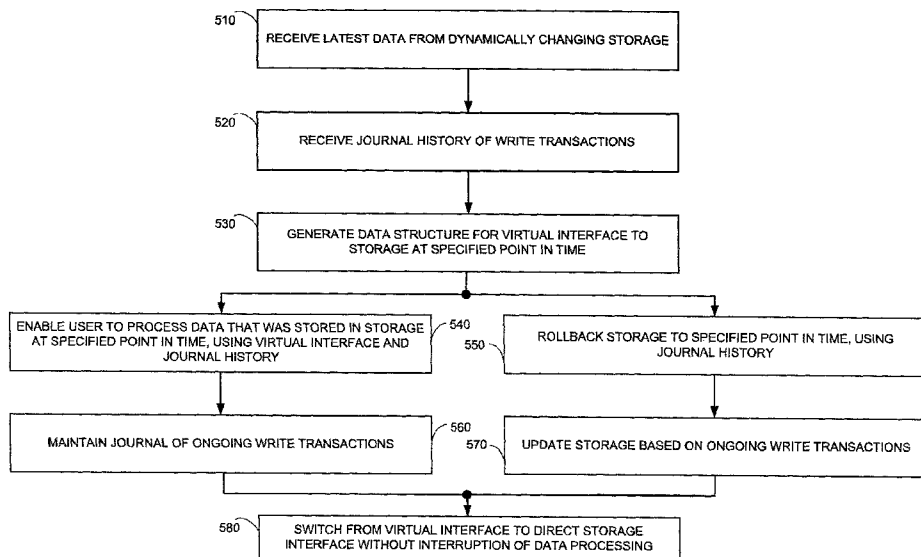 510
RECEIVE LATEST DATA FROM DYNAMICALLY CHANGING STORAGE
520
RECEIVE JOURNAL HISTORY OF WRITE TRANSACTIONS
530
GENERATE DATA STRUCTURE FOR VIRTUAL INTERFACE TO
STORAGE AT SPECIFIED POINT IN TIME
ENABLE USER TO PROCESS DATA THAT WAS STORED IN STORAGE
AT SPECIFIED POINT IN TIME, USING VIRTUAL INTERFACE AND
JOURNAL HISTORY
540
550
ROLLBACK STORAGE TO SPECIFIED POINT IN TIME, USING
JOURNAL HISTORY
MAINTAIN JOURNAL OF ONGOING WRITE TRANSACTIONS
560
570
UPDATE STORAGE BASED ON ONGOING WRITE TRANSACTIONS
580
SWITCH FROM VIRTUAL INTERFACE TO DIRECT STORAGE
INTERFACE WITHOUT INTERRUPTION OF DATA PROCESSING